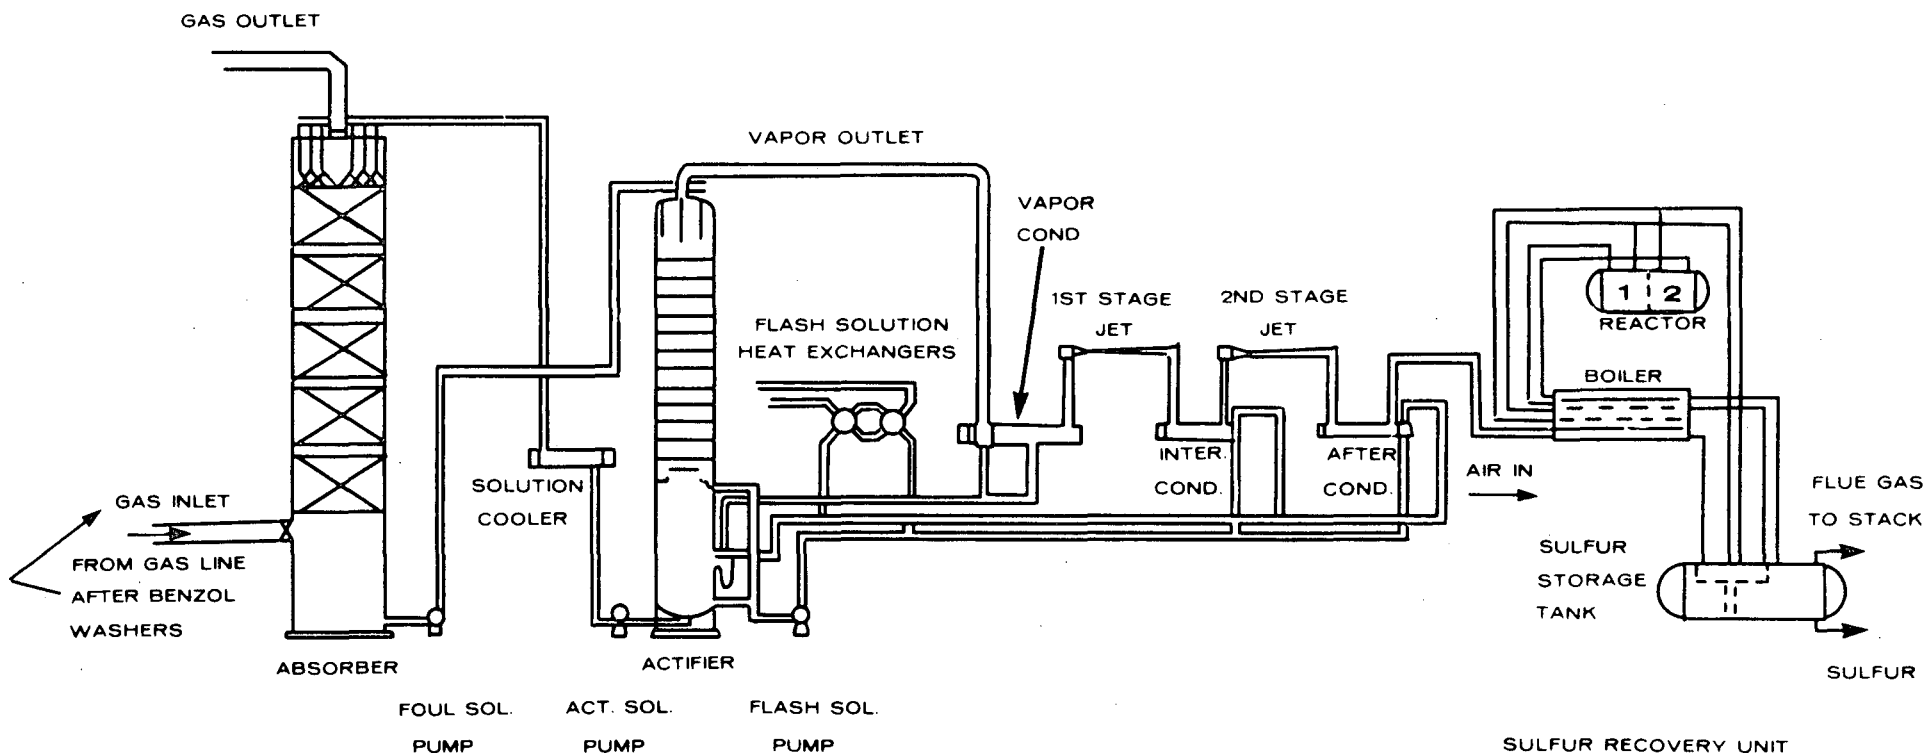 GAS OUTLET
VAPOR OUTLET
VAPOR
COND
1ST STAGE
JET
2ND STAGE
JET
FLASH SOLUTION
HEAT EXCHANGERS
1 2
REACTOR
BOILER
SOLUTION
COOLER
INTER.
COND.
AFTER
COND.
AIR IN
GAS INLET
FROM GAS LINE
AFTER BENZOL
WASHERS
FLUE GAS
TO STACK
SULFUR
STORAGE
TANK
SULFUR
ABSORBER
ACTIFIER
FOUL SOL.
PUMP
ACT. SOL.
PUMP
FLASH SOL.
PUMP
SULFUR RECOVERY UNIT